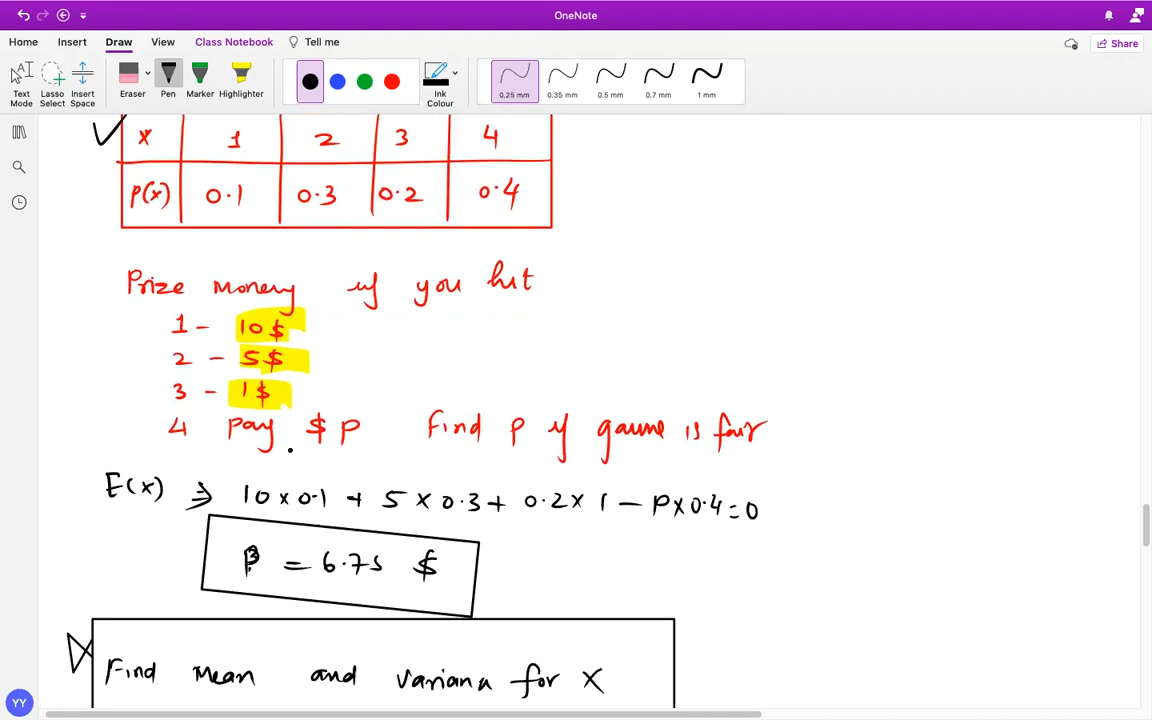 OneNote
Home Insert Draw View Class Notebook Tell me
Share
Text Mode
Lasso Select
Insert Space
Eraser
Pen
Marker
Highlighter
Ink Colour
0.25 mm 0.35 mm 0.5 mm 0.7 mm 1 mm
x 1 2 3 4
P(x) 0.1 0.3 0.2 0.4
Prize money if you hit
1 - 10$
2 - 5$
3 - 1$
4 pay $ P Find P if game is fair
E(x) ⇒ 10 × 0.1 + 5 × 0.3 + 0.2 × 1 - P × 0.4 = 0
P = 6.75 $
Find mean and variana for X
YY